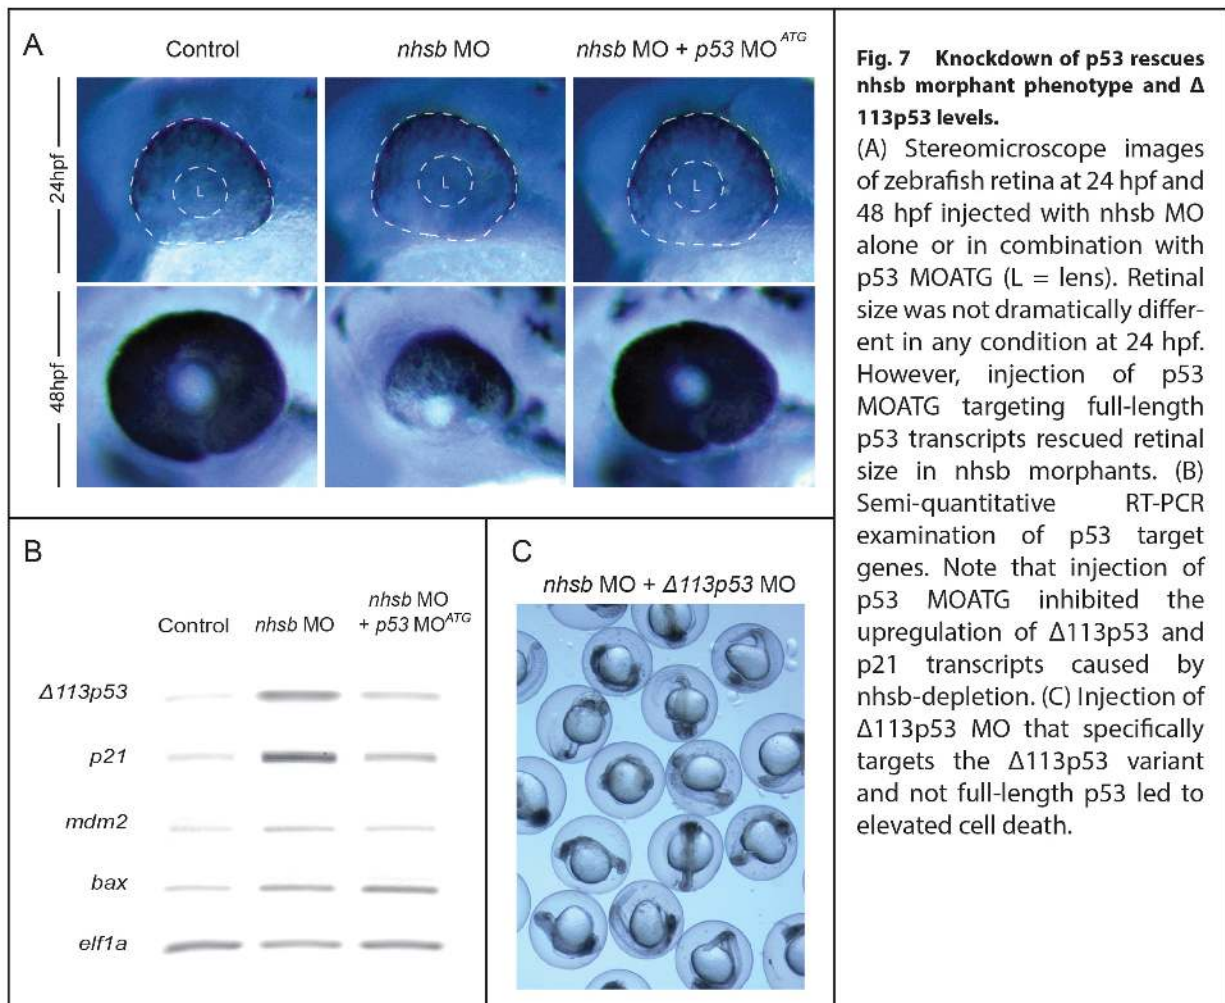 A
Control
nhsb MO
nhsb MO + p53 MO^ATG
24hpf
L
L
L
48hpf
B
Control
nhsb MO
nhsb MO
+ p53 MO^ATG
Δ113p53
p21
mdm2
bax
elf1a
C
nhsb MO + Δ113p53 MO
Fig. 7 Knockdown of p53 rescues
nhsb morphant phenotype and Δ
113p53 levels.
(A) Stereomicroscope images
of zebrafish retina at 24 hpf and
48 hpf injected with nhsb MO
alone or in combination with
p53 MOATG (L = lens). Retinal
size was not dramatically differ-
ent in any condition at 24 hpf.
However, injection of p53
MOATG targeting full-length
p53 transcripts rescued retinal
size in nhsb morphants. (B)
Semi-quantitative RT-PCR
examination of p53 target
genes. Note that injection of
p53 MOATG inhibited the
upregulation of Δ113p53 and
p21 transcripts caused by
nhsb-depletion. (C) Injection of
Δ113p53 MO that specifically
targets the Δ113p53 variant
and not full-length p53 led to
elevated cell death.